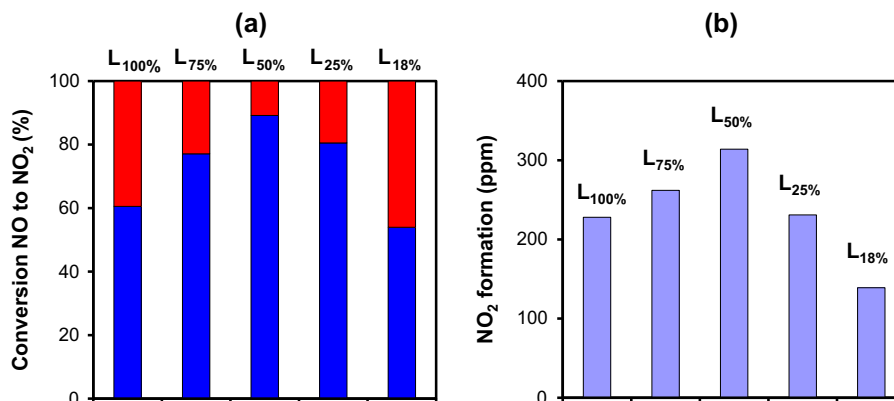 (a)
L100% L75% L50% L25% L18%
Conversion NO to NO2 (%)
100
80
60
40
20
0
(b)
NO2 formation (ppm)
400
300
200
100
0
L100%
L75%
L50%
L25%
L18%